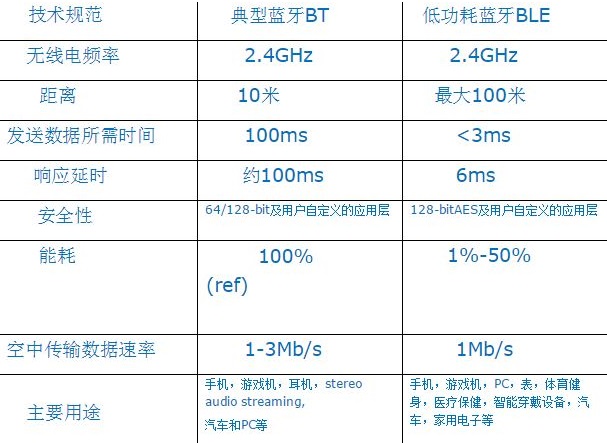 技术规范 典型蓝牙BT 低功耗蓝牙BLE
无线电频率 2.4GHz 2.4GHz
距离 10米 最大100米
发送数据所需时间 100ms <3ms
响应延时 约100ms 6ms
安全性 64/128-bit及用户自定义的应用层 128-bitAES及用户自定义的应用层
能耗 100% 1%-50%
(ref)
空中传输数据速率 1-3Mb/s 1Mb/s
主要用途
手机，游戏机，耳机，stereo
audio streaming,
汽车和PC等
手机，游戏机，PC，表，体育健
身，医疗保健，智能穿戴设备，汽
车，家用电子等